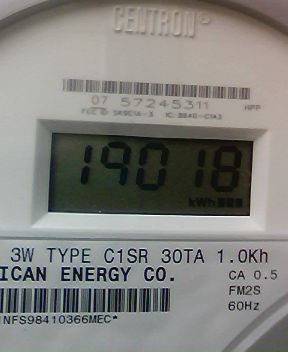 CENTRON®
07 57245311 HPP
19018
kWh
3W TYPE C1SR 30TA 1.0Kh
ICAN ENERGY CO. CA 0.5
FM2S
60Hz
NFS98410366MEC*